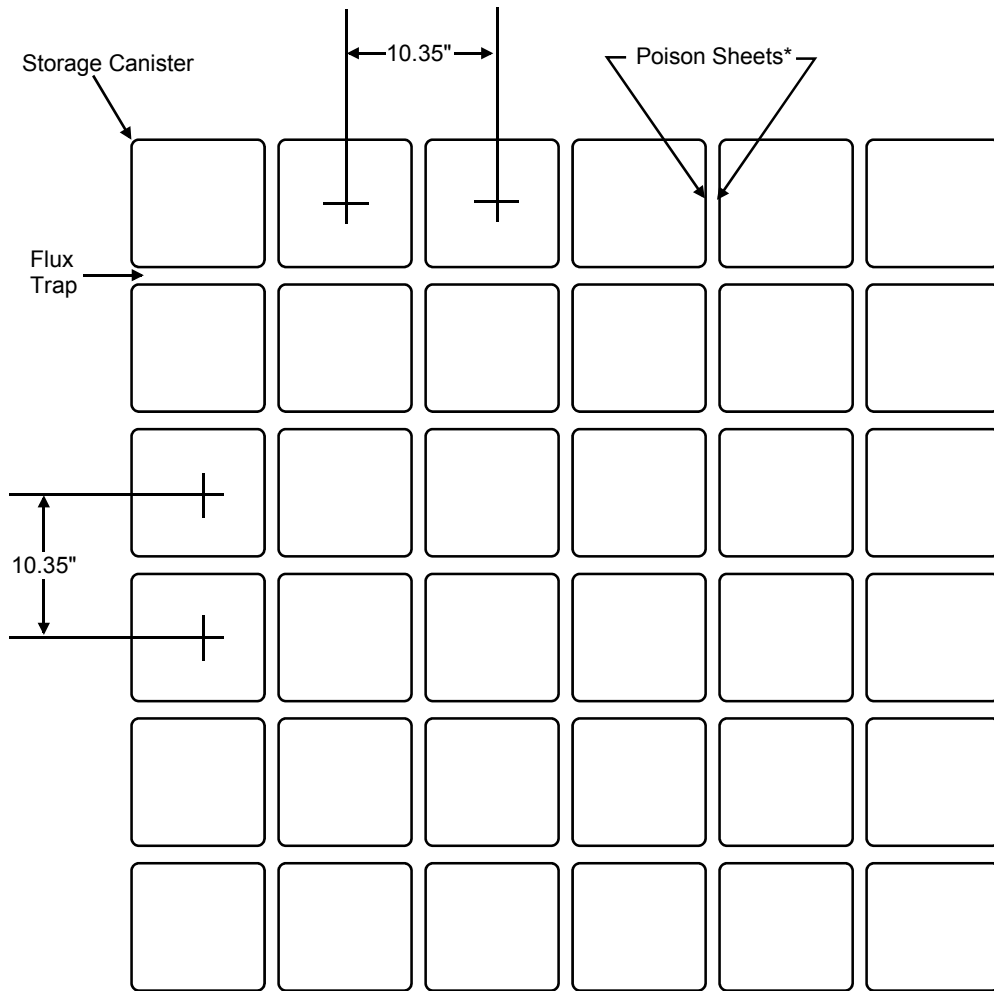 10.35"
Storage Canister
Poison Sheets*
Flux
Trap
10.35"